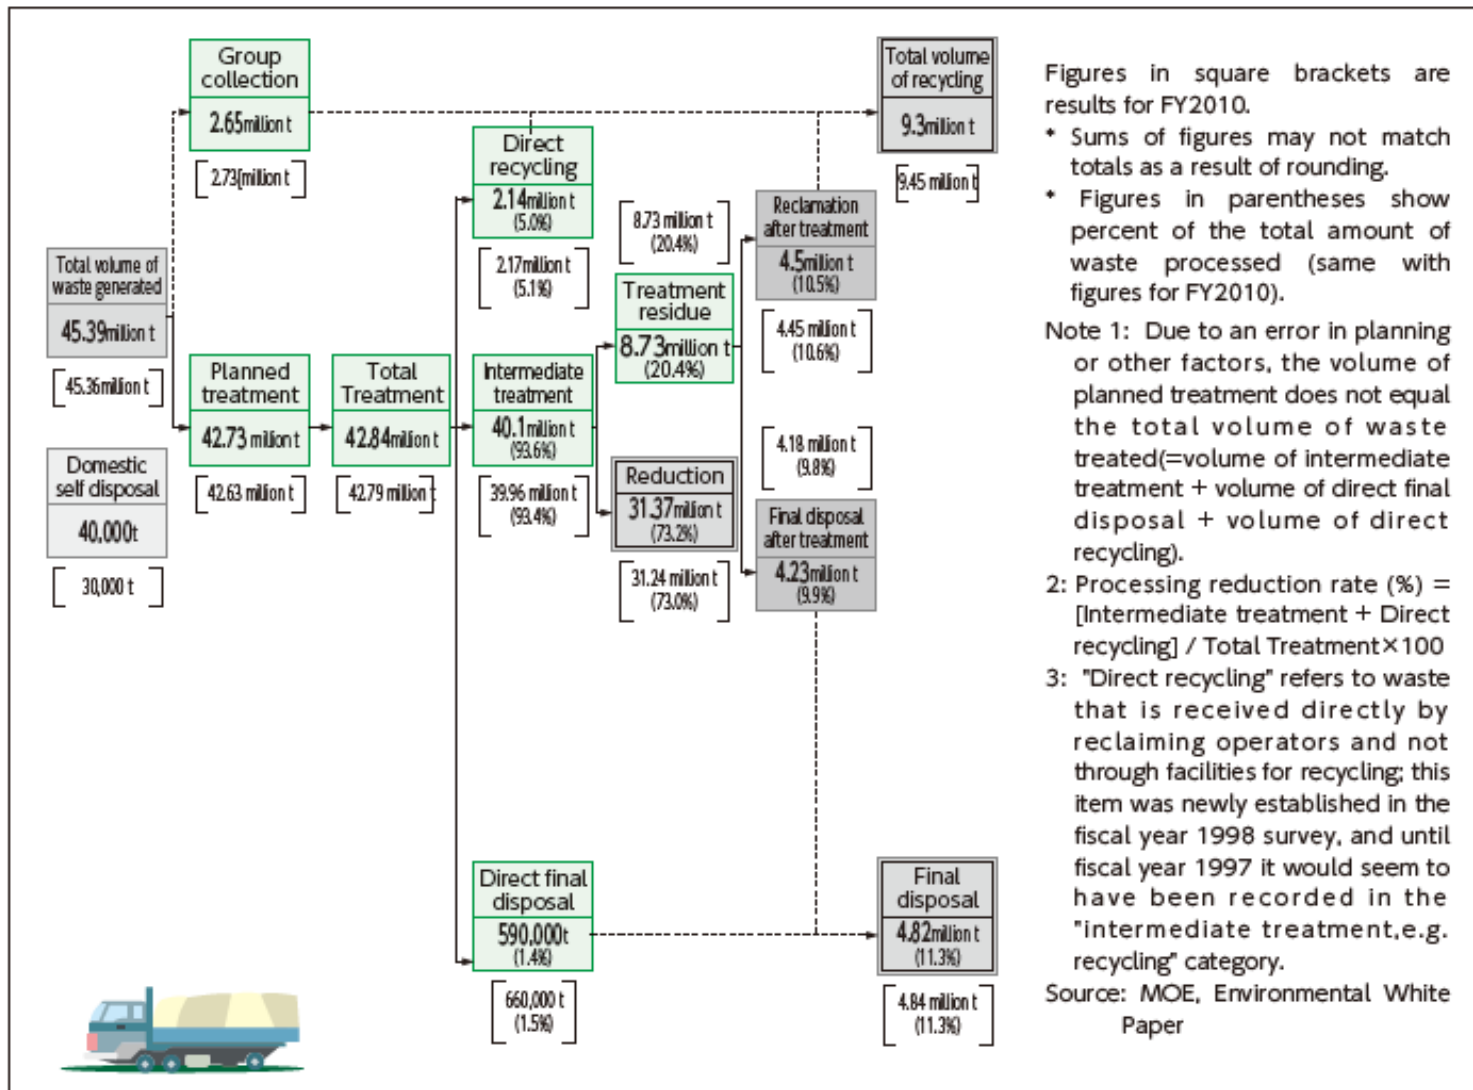 Group
collection
2.65million t
[2.73[million t]
Total volume of
waste generated
45.39million t
[45.36million t]
Domestic
self disposal
40,000t
[30,000 t]
Planned
treatment
42.73 million t
[42.63 million t]
Total
Treatment
42.84million t
[42.79 million t]
Direct
recycling
2.14million t
(5.0%)
[2.17million t
(5.1%)]
Intermediate
treatment
40.1million t
(93.6%)
[39.96 million t
(93.4%)]
Direct final
disposal
590,000t
(1.4%)
[660,000 t
(1.5%)]
[8.73 million t
(20.4%)]
Treatment
residue
8.73million t
(20.4%)
Reduction
31.37million t
(73.2%)
[31.24 million t
(73.0%)]
Reclamation
after treatment
4.5million t
(10.5%)
[4.45 million t
(10.6%)]
[4.18 million t
(9.8%)]
Final disposal
after treatment
4.23million t
(9.9%)
Total volume
of recycling
9.3million t
[9.45 million t]
Final
disposal
4.82million t
(11.3%)
[4.84 million t
(11.3%)]
Figures in square brackets are
results for FY2010.
* Sums of figures may not match
totals as a result of rounding.
* Figures in parentheses show
percent of the total amount of
waste processed (same with
figures for FY2010).
Note 1: Due to an error in planning
or other factors, the volume of
planned treatment does not equal
the total volume of waste
treated(=volume of intermediate
treatment + volume of direct final
disposal + volume of direct
recycling).
2: Processing reduction rate (%) =
[Intermediate treatment + Direct
recycling] / Total Treatment×100
3: "Direct recycling" refers to waste
that is received directly by
reclaiming operators and not
through facilities for recycling; this
item was newly established in the
fiscal year 1998 survey, and until
fiscal year 1997 it would seem to
have been recorded in the
"intermediate treatment,e.g.
recycling" category.
Source: MOE, Environmental White
Paper